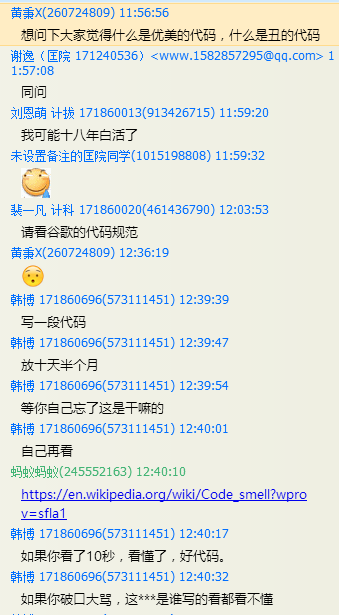 黄秉X(260724809) 11:56:56
想问下大家觉得什么是优美的代码，什么是丑的代码
谢逸（匡院 171240536）<www.1582857295@qq.com> 1
1:57:08
同问
刘恩萌 计拔 171860013(913426715) 11:59:20
我可能十八年白活了
未设置备注的匡院同学(1015198808) 11:59:32
裴一凡 计科 171860020(461436790) 12:03:53
请看谷歌的代码规范
黄秉X(260724809) 12:36:19
韩博 171860696(573111451) 12:39:39
写一段代码
韩博 171860696(573111451) 12:39:47
放十天半个月
韩博 171860696(573111451) 12:39:54
等你自己忘了这是干嘛的
韩博 171860696(573111451) 12:40:01
自己再看
蚂蚁蚂蚁(245552163) 12:40:10
https://en.wikipedia.org/wiki/Code_smell?wpro
v=sfla1
韩博 171860696(573111451) 12:40:17
如果你看了10秒，看懂了，好代码。
韩博 171860696(573111451) 12:40:32
如果你破口大骂，这***是谁写的看都看不懂